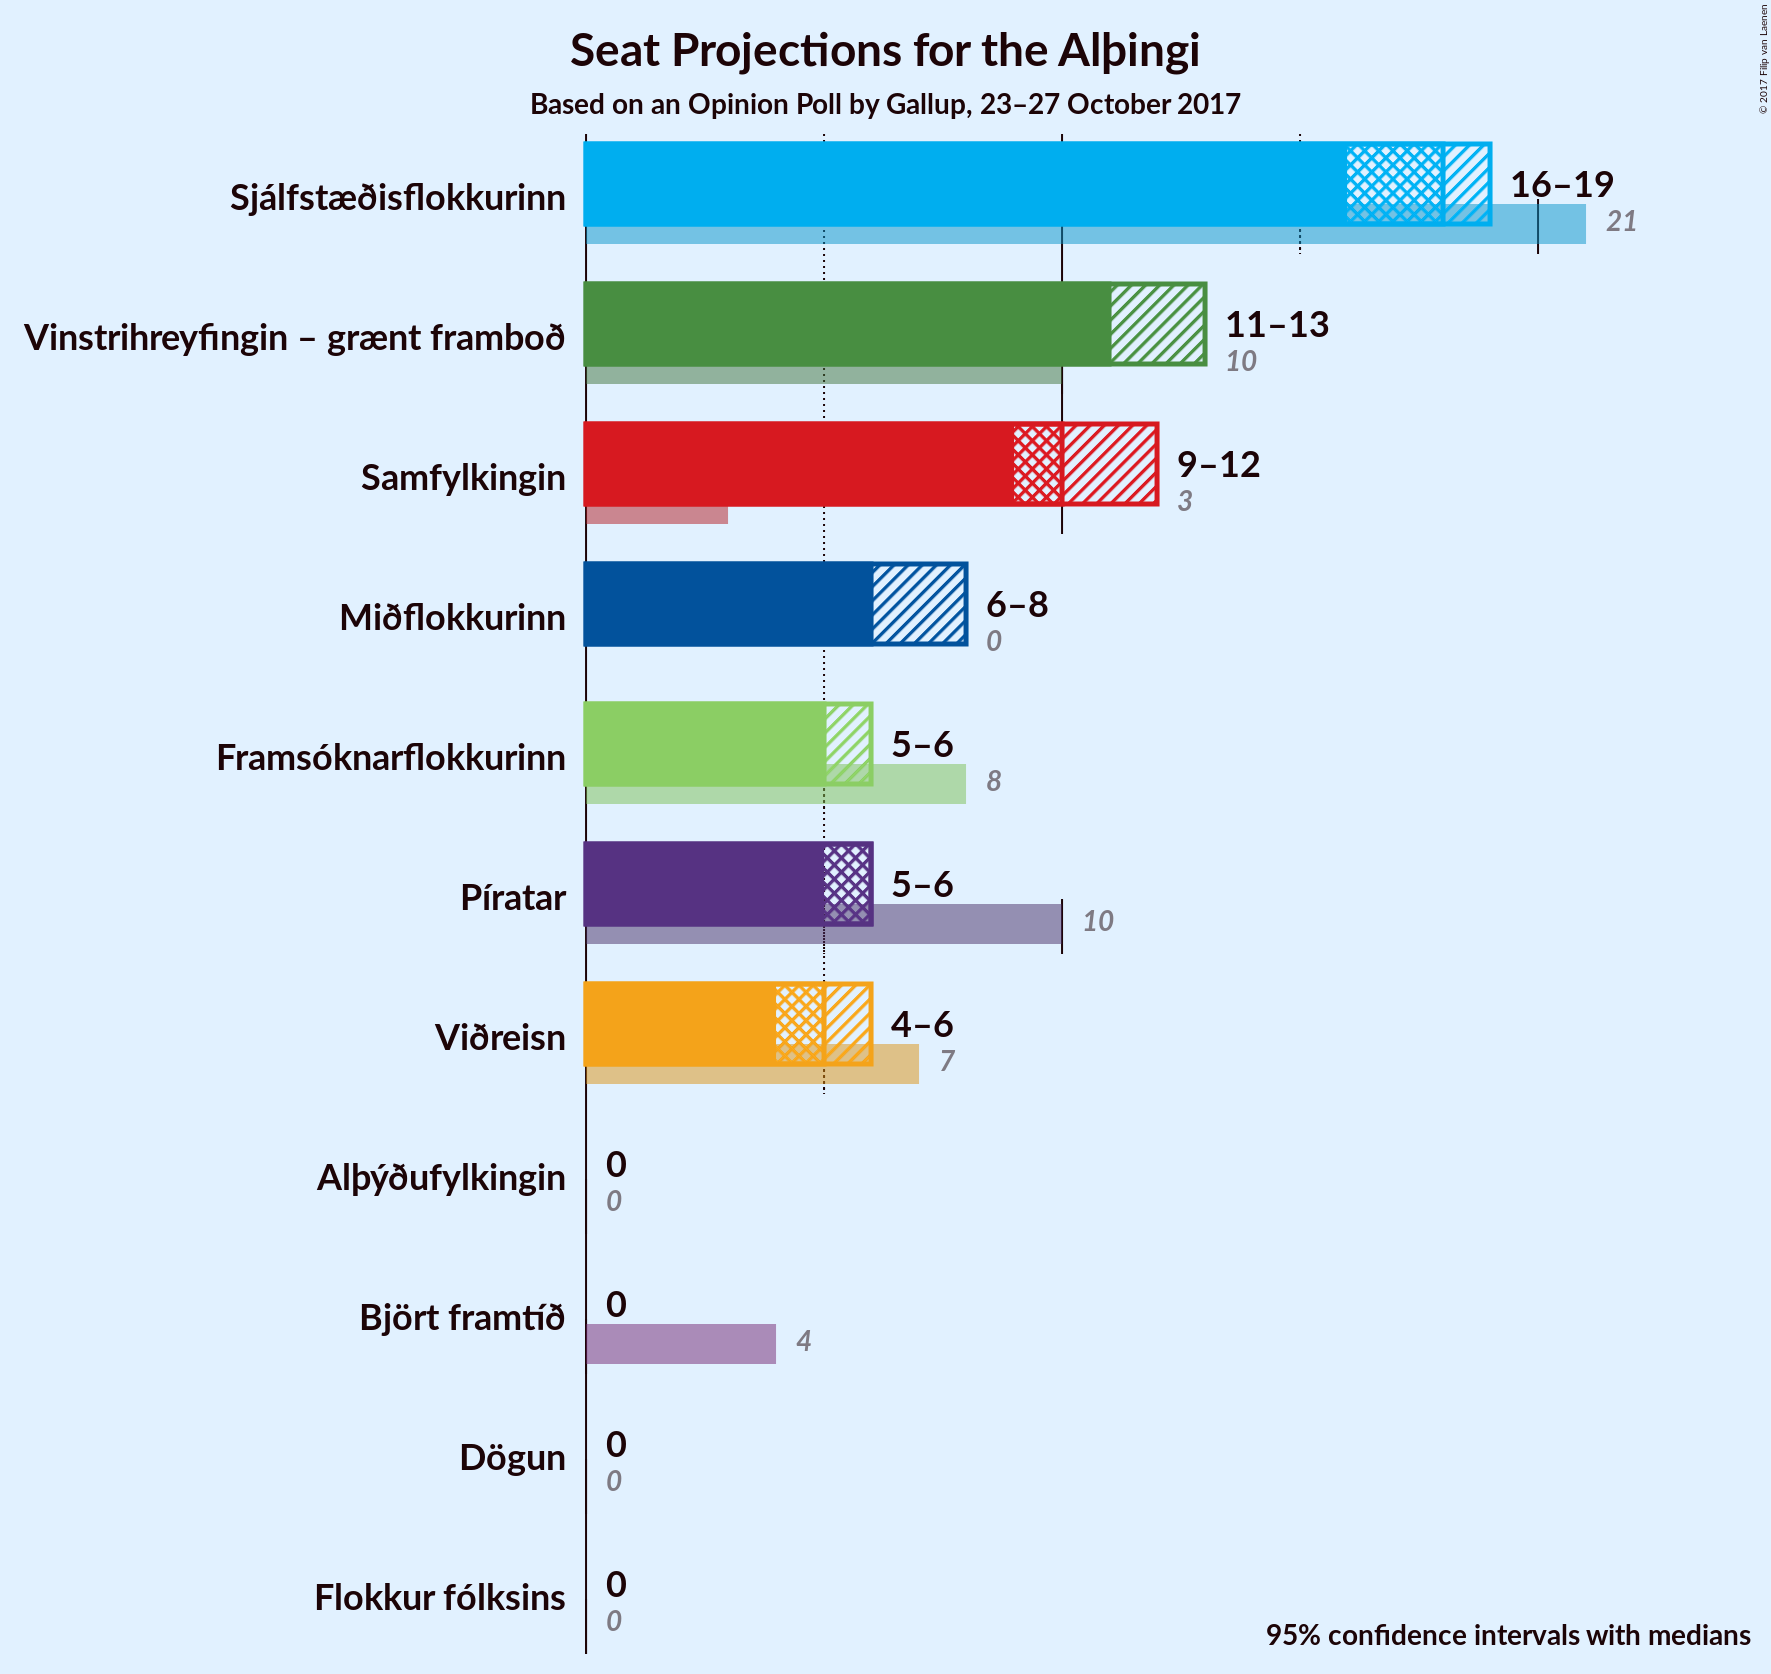 Seat Projections for the Alþingi
Based on an Opinion Poll by Gallup, 23–27 October 2017
© 2017 Filip van Laenen
Sjálfstæðisflokkurinn
16–19
21
Vinstrihreyfingin – grænt framboð
11–13
10
Samfylkingin
9–12
3
Miðflokkurinn
6–8
0
Framsóknarflokkurinn
5–6
8
Píratar
5–6
10
Viðreisn
4–6
7
Alþýðufylkingin
0
0
Björt framtíð
0
4
Dögun
0
0
Flokkur fólksins
0
0
95% confidence intervals with medians